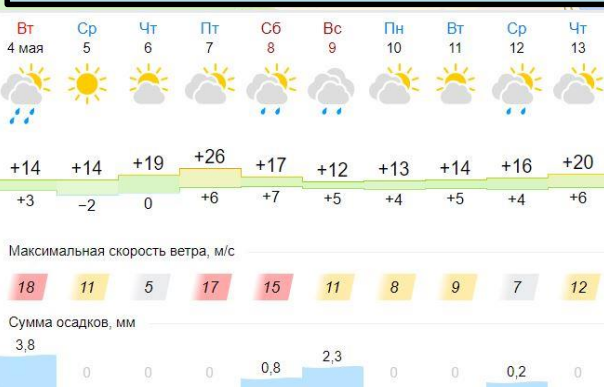 Вт Ср Чт Пт Сб Вс Пн Вт Ср Чт
4 мая 5 6 7 8 9 10 11 12 13
+14 +14 +19 +26 +17 +12 +13 +14 +16 +20
+3 −2 0 +6 +7 +5 +4 +5 +4 +6
Максимальная скорость ветра, м/с
18 11 5 17 15 11 8 9 7 12
Сумма осадков, мм
3,8 0 0 0 0,8 2,3 0 0 0,2 0